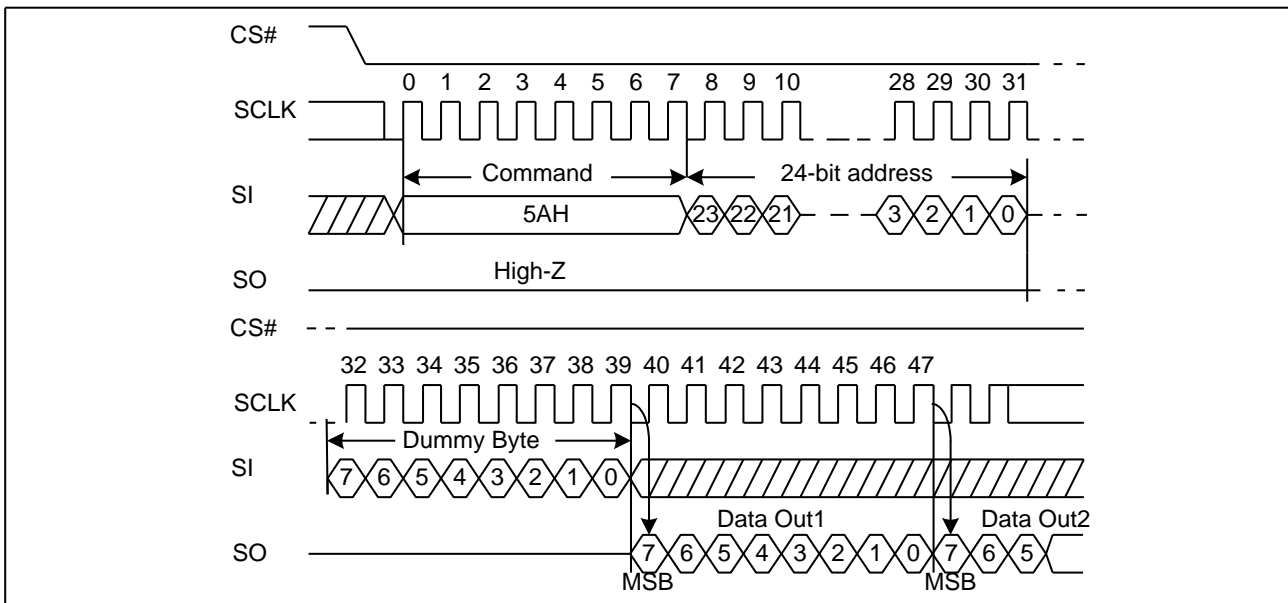 CS#
0 1 2 3 4 5 6 7 8 9 10 28 29 30 31
SCLK
Command 24-bit address
SI
5AH 23 22 21 3 2 1 0
High-Z
SO
CS#
32 33 34 35 36 37 38 39 40 41 42 43 44 45 46 47
SCLK
Dummy Byte
SI
7 6 5 4 3 2 1 0
Data Out1 Data Out2
SO
7 6 5 4 3 2 1 0 7 6 5
MSB MSB